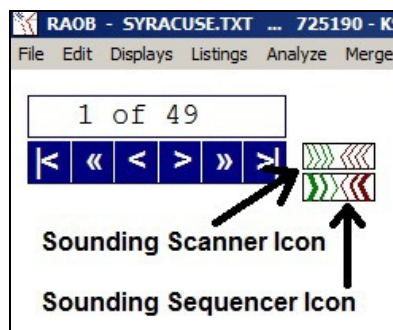 RAOB - SYRACUSE.TXT ... 725190 - K
File Edit Displays Listings Analyze Merge
1 of 49
|< « < > » >|
Sounding Scanner Icon
Sounding Sequencer Icon